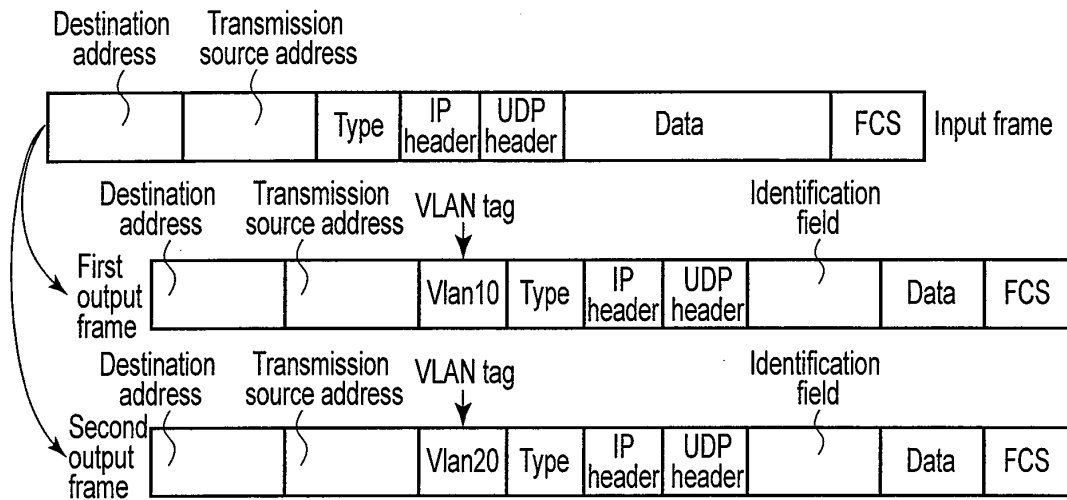 Destination address
Transmission source address
Type
IP header
UDP header
Data
FCS
Input frame
Destination address
Transmission source address
VLAN tag
Identification field
First output frame
Vlan10
Type
IP header
UDP header
Data
FCS
Destination address
Transmission source address
VLAN tag
Identification field
Second output frame
Vlan20
Type
IP header
UDP header
Data
FCS